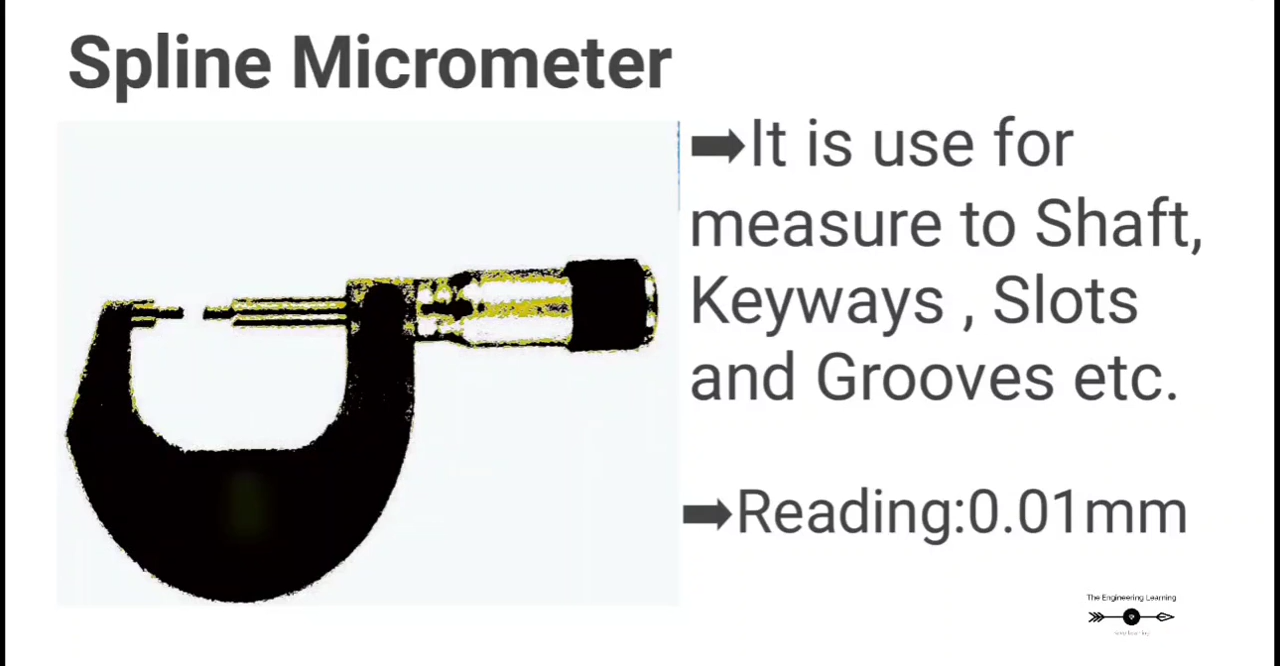 Spline Micrometer
➡It is use for
measure to Shaft,
Keyways , Slots
and Grooves etc.
➡Reading:0.01mm
The Engineering Learning